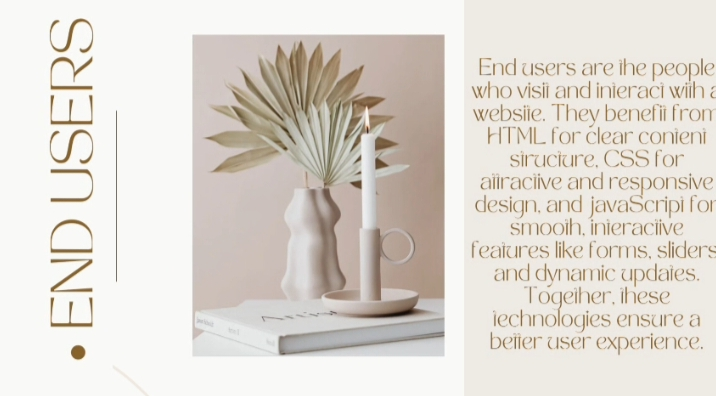 • END USERS
End users are the people
who visit and interact with a
website. They benefit from
HTML for clear content
structure, CSS for
attractive and responsive
design, and javaScript for
smooth, interactive
features like forms, sliders,
and dynamic updates.
Together, these
technologies ensure a
better user experience.
Artist